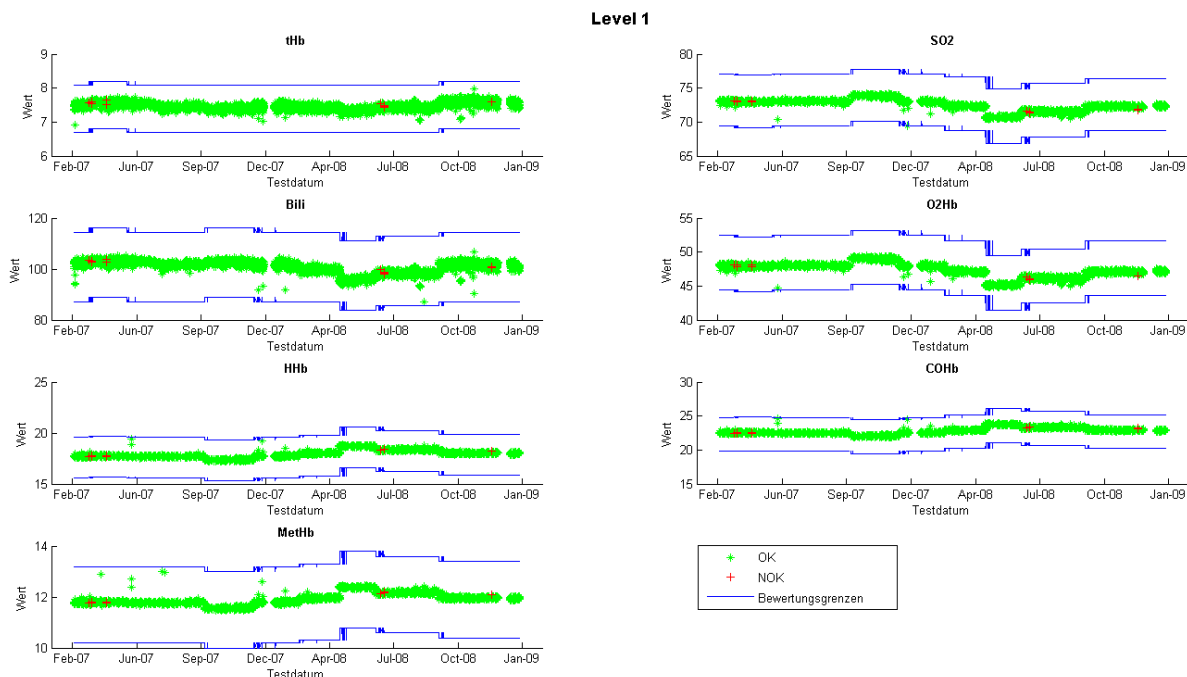 Level 1
tHb
Wert
9
8
7
6
Feb-07 Jun-07 Sep-07 Dec-07 Apr-08 Jul-08 Oct-08 Jan-09
Testdatum
SO2
Wert
80
75
70
65
Feb-07 Jun-07 Sep-07 Dec-07 Apr-08 Jul-08 Oct-08 Jan-09
Testdatum
Bili
Wert
120
100
80
Feb-07 Jun-07 Sep-07 Dec-07 Apr-08 Jul-08 Oct-08 Jan-09
Testdatum
O2Hb
Wert
55
50
45
40
Feb-07 Jun-07 Sep-07 Dec-07 Apr-08 Jul-08 Oct-08 Jan-09
Testdatum
HHb
Wert
25
20
15
Feb-07 Jun-07 Sep-07 Dec-07 Apr-08 Jul-08 Oct-08 Jan-09
Testdatum
COHb
Wert
30
25
20
15
Feb-07 Jun-07 Sep-07 Dec-07 Apr-08 Jul-08 Oct-08 Jan-09
Testdatum
MetHb
Wert
14
12
10
Feb-07 Jun-07 Sep-07 Dec-07 Apr-08 Jul-08 Oct-08 Jan-09
Testdatum
OK
NOK
Bewertungsgrenzen